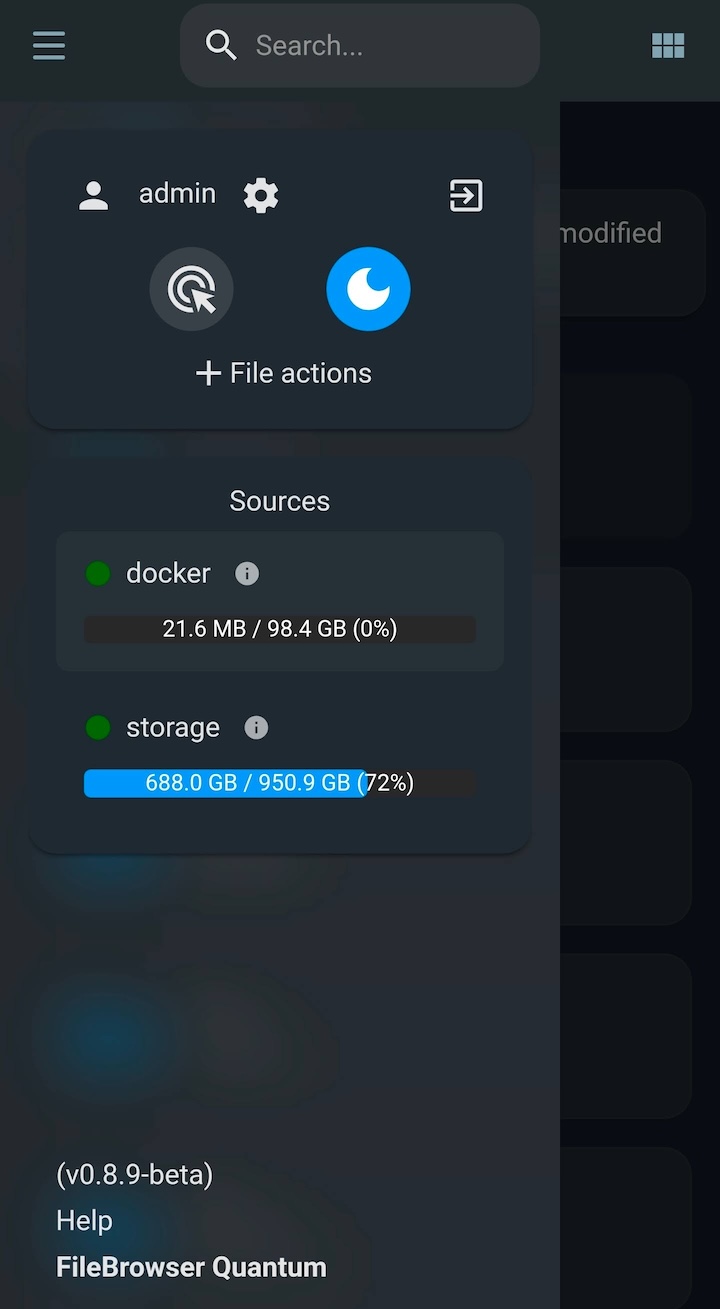 Search...
admin
modified
File actions
Sources
docker
21.6 MB / 98.4 GB (0%)
storage
688.0 GB / 950.9 GB (72%)
(v0.8.9-beta)
Help
FileBrowser Quantum